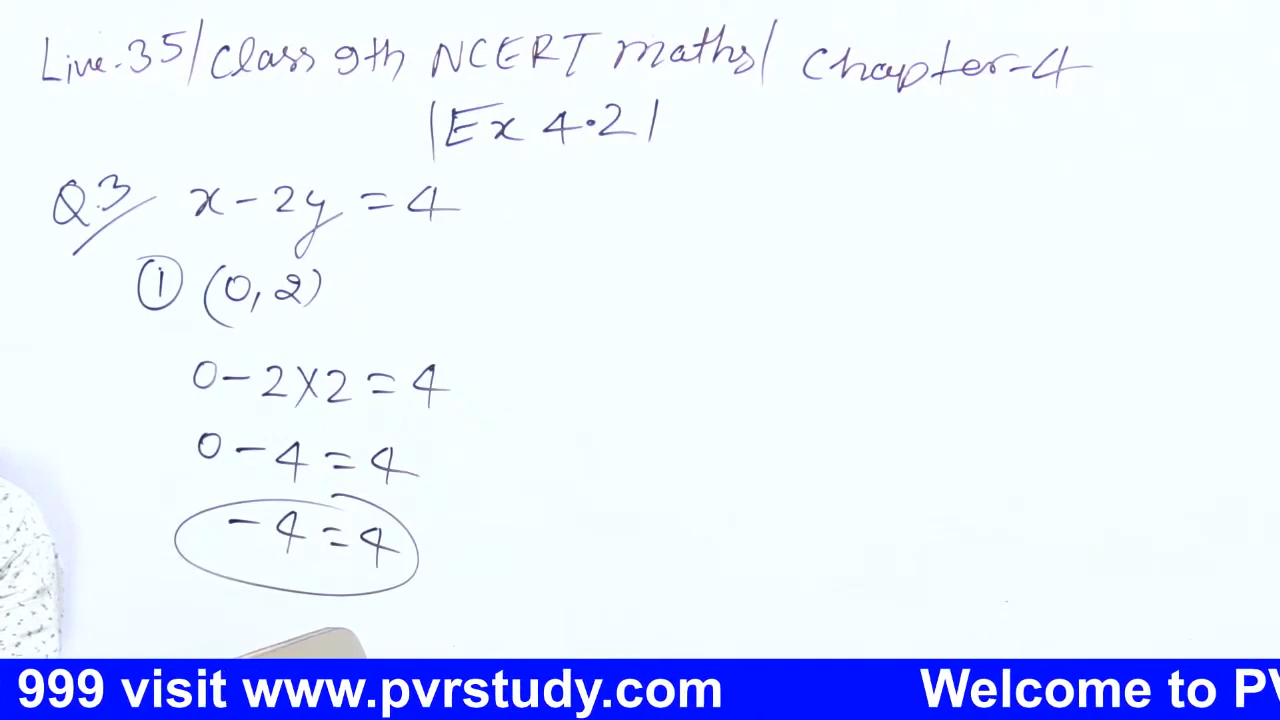 Live-35/Class 9th NCERT maths/ Chapter-4
|Ex 4.2|
Q.3 x-2y=4
① (0,2)
0-2×2=4
0-4=4
-4=4
999 visit www.pvrstudy.com Welcome to PV